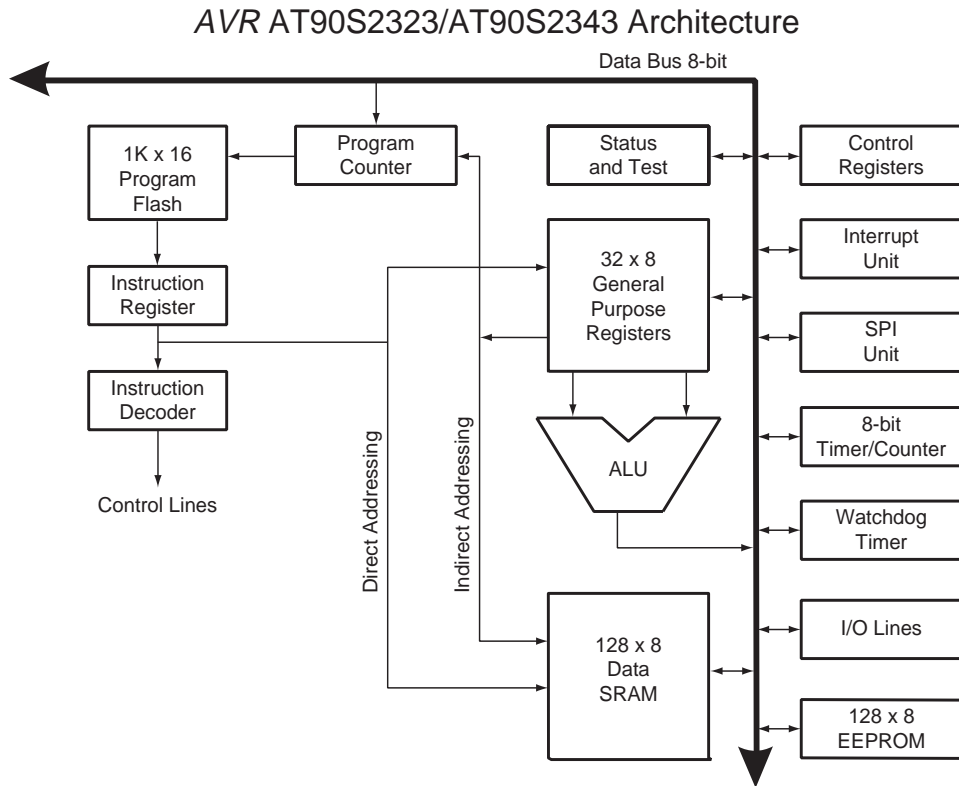 AVR AT90S2323/AT90S2343 Architecture
Data Bus 8-bit
1K x 16
Program
Flash
Program
Counter
Status
and Test
Control
Registers
Instruction
Register
32 x 8
General
Purpose
Registers
Interrupt
Unit
SPI
Unit
Instruction
Decoder
Control Lines
Direct Addressing
Indirect Addressing
ALU
8-bit
Timer/Counter
Watchdog
Timer
128 x 8
Data
SRAM
I/O Lines
128 x 8
EEPROM